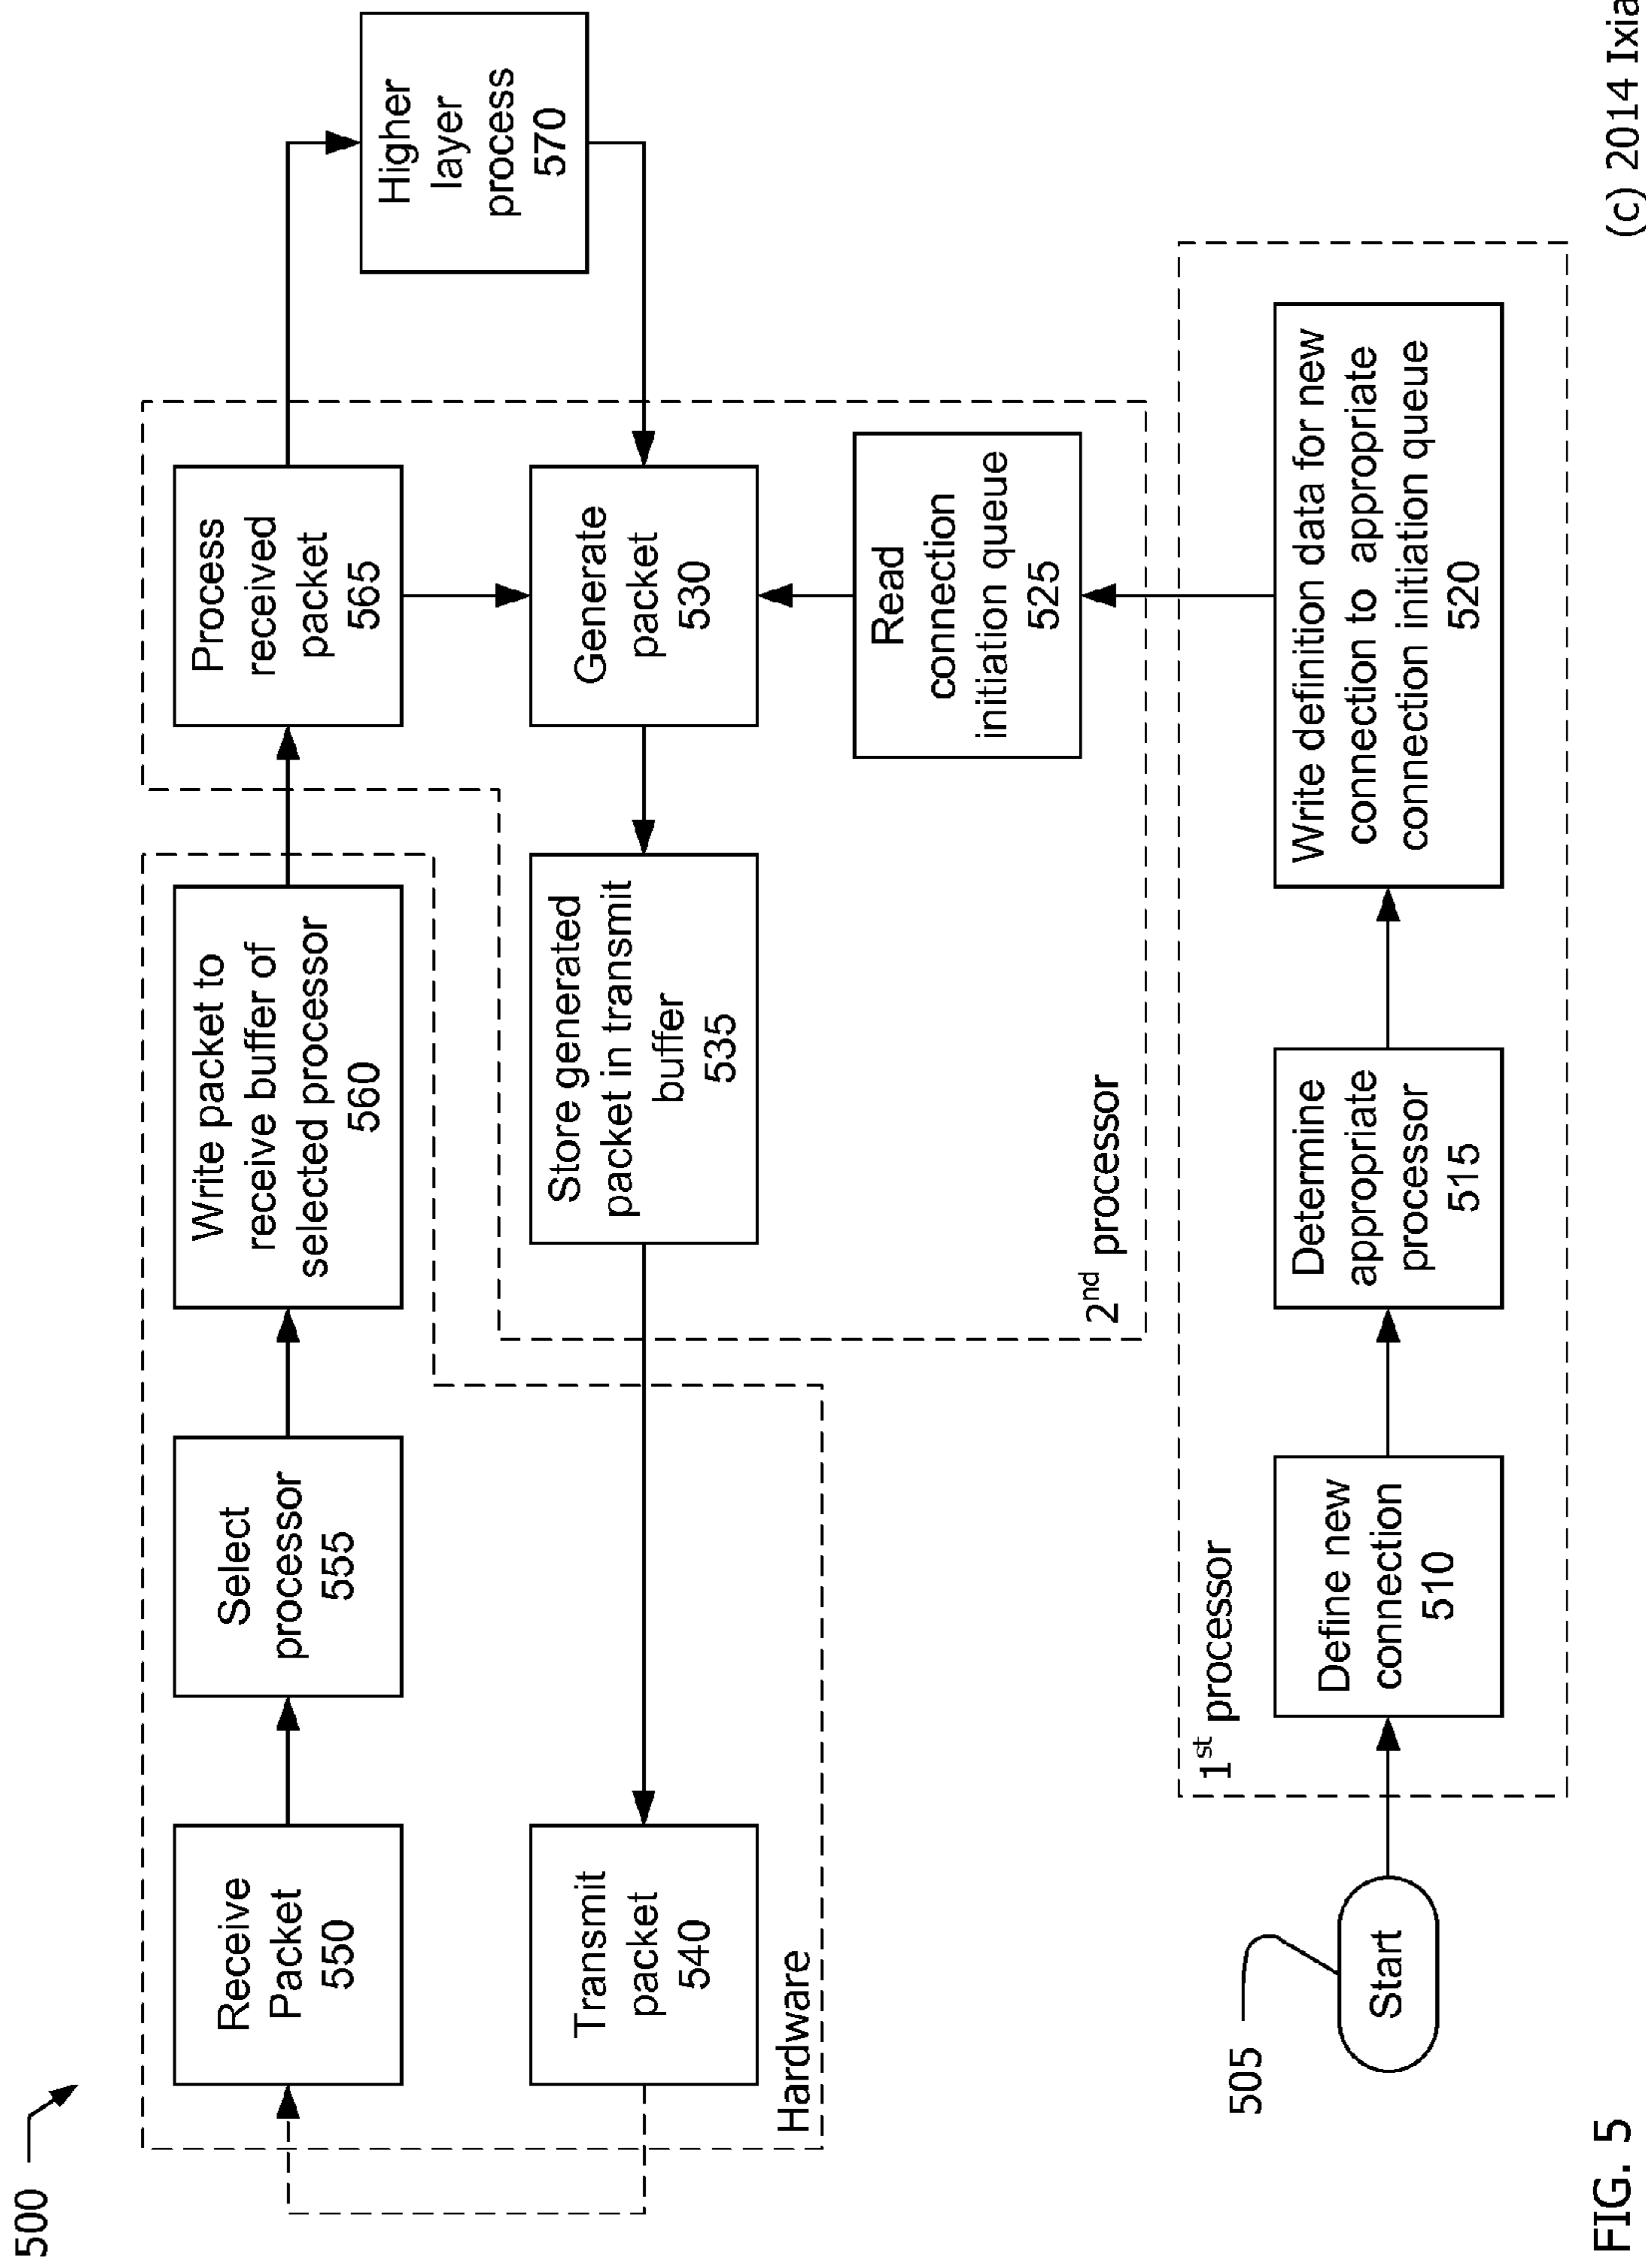 500
Receive
Packet
550
Select
processor
555
Write packet to
receive buffer of
selected processor
560
Process
received
packet
565
Higher
layer
process
570
Transmit
packet
540
Store generated
packet in transmit
buffer
535
Generate
packet
530
Hardware
Read
connection
initiation queue
525
2nd processor
1st processor
505
Start
Define new
connection
510
Determine
appropriate
processor
515
Write definition data for new
connection to appropriate
connection initiation queue
520
FIG. 5
(c) 2014 Ixia